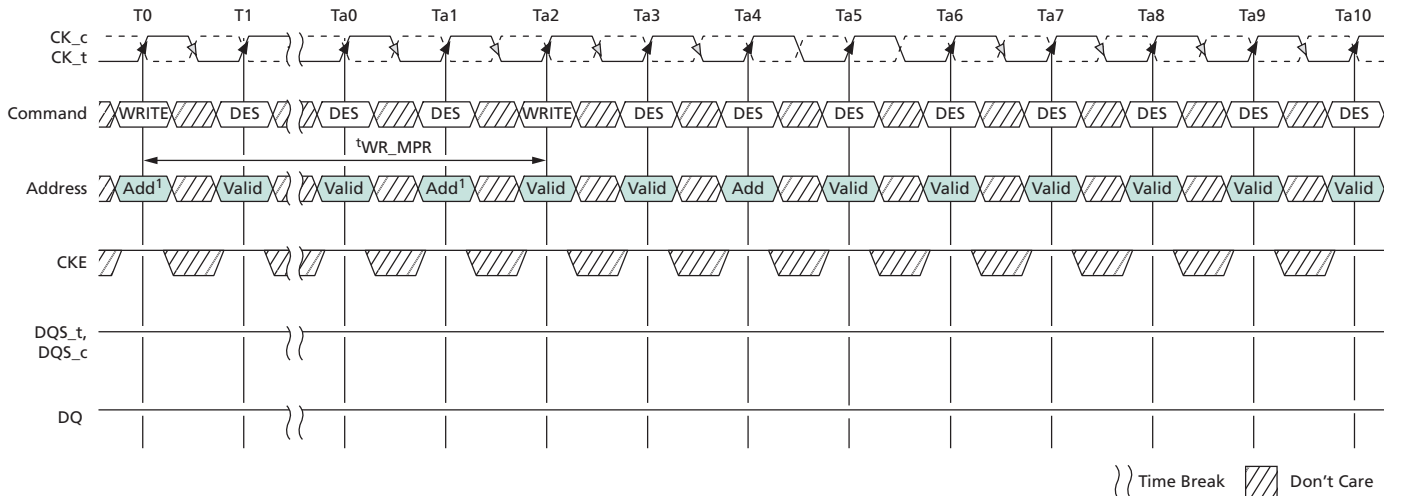 T0 T1 Ta0 Ta1 Ta2 Ta3 Ta4 Ta5 Ta6 Ta7 Ta8 Ta9 Ta10
CK_c
CK_t
Command WRITE DES DES DES WRITE DES DES DES DES DES DES DES DES
tWR_MPR
Address Add1 Valid Valid Add1 Valid Valid Add Valid Valid Valid Valid Valid Valid
CKE
DQS_t,
DQS_c
DQ
Time Break Don't Care